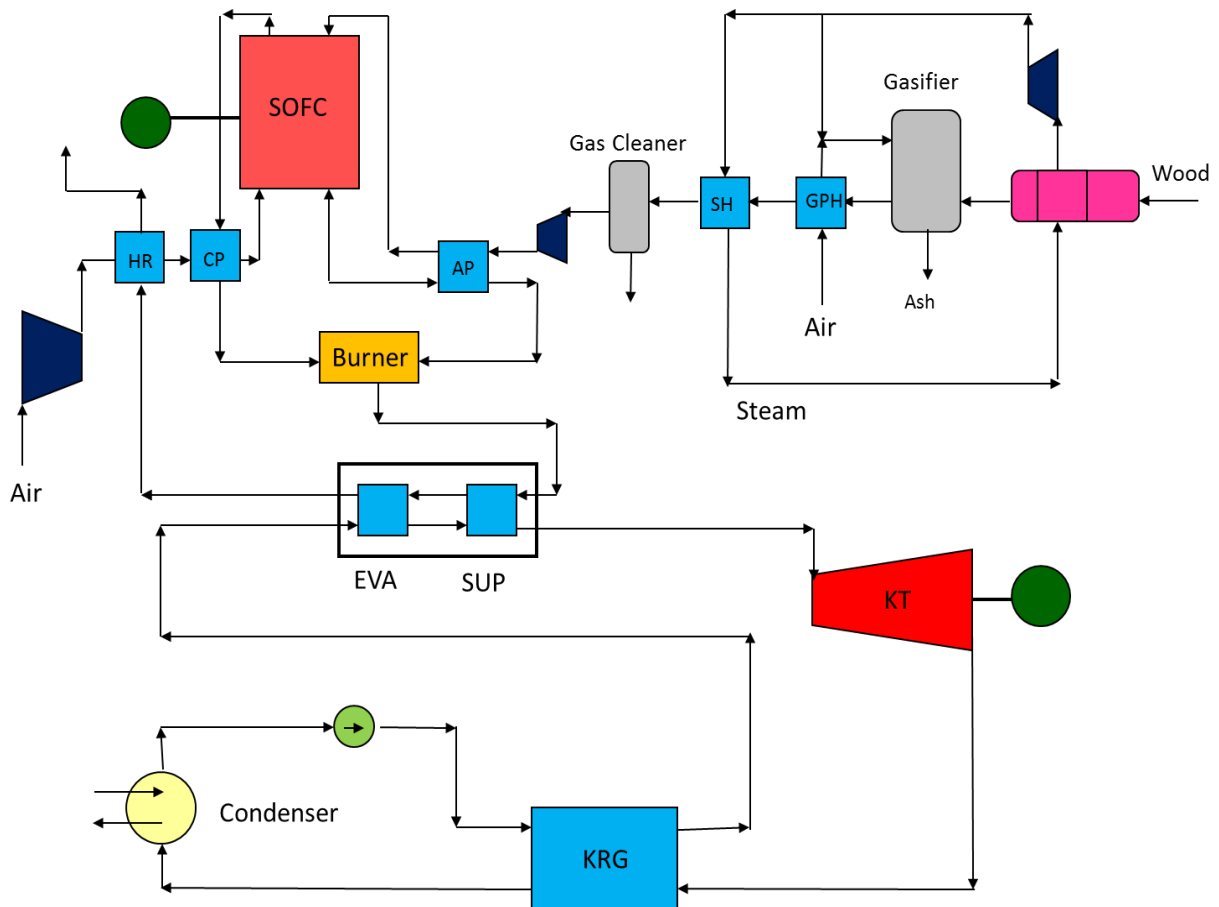 SOFC
Gasifier
Gas Cleaner
Wood
SH
GPH
HR
CP
AP
Ash
Air
Burner
Steam
Air
EVA
SUP
KT
Condenser
KRG